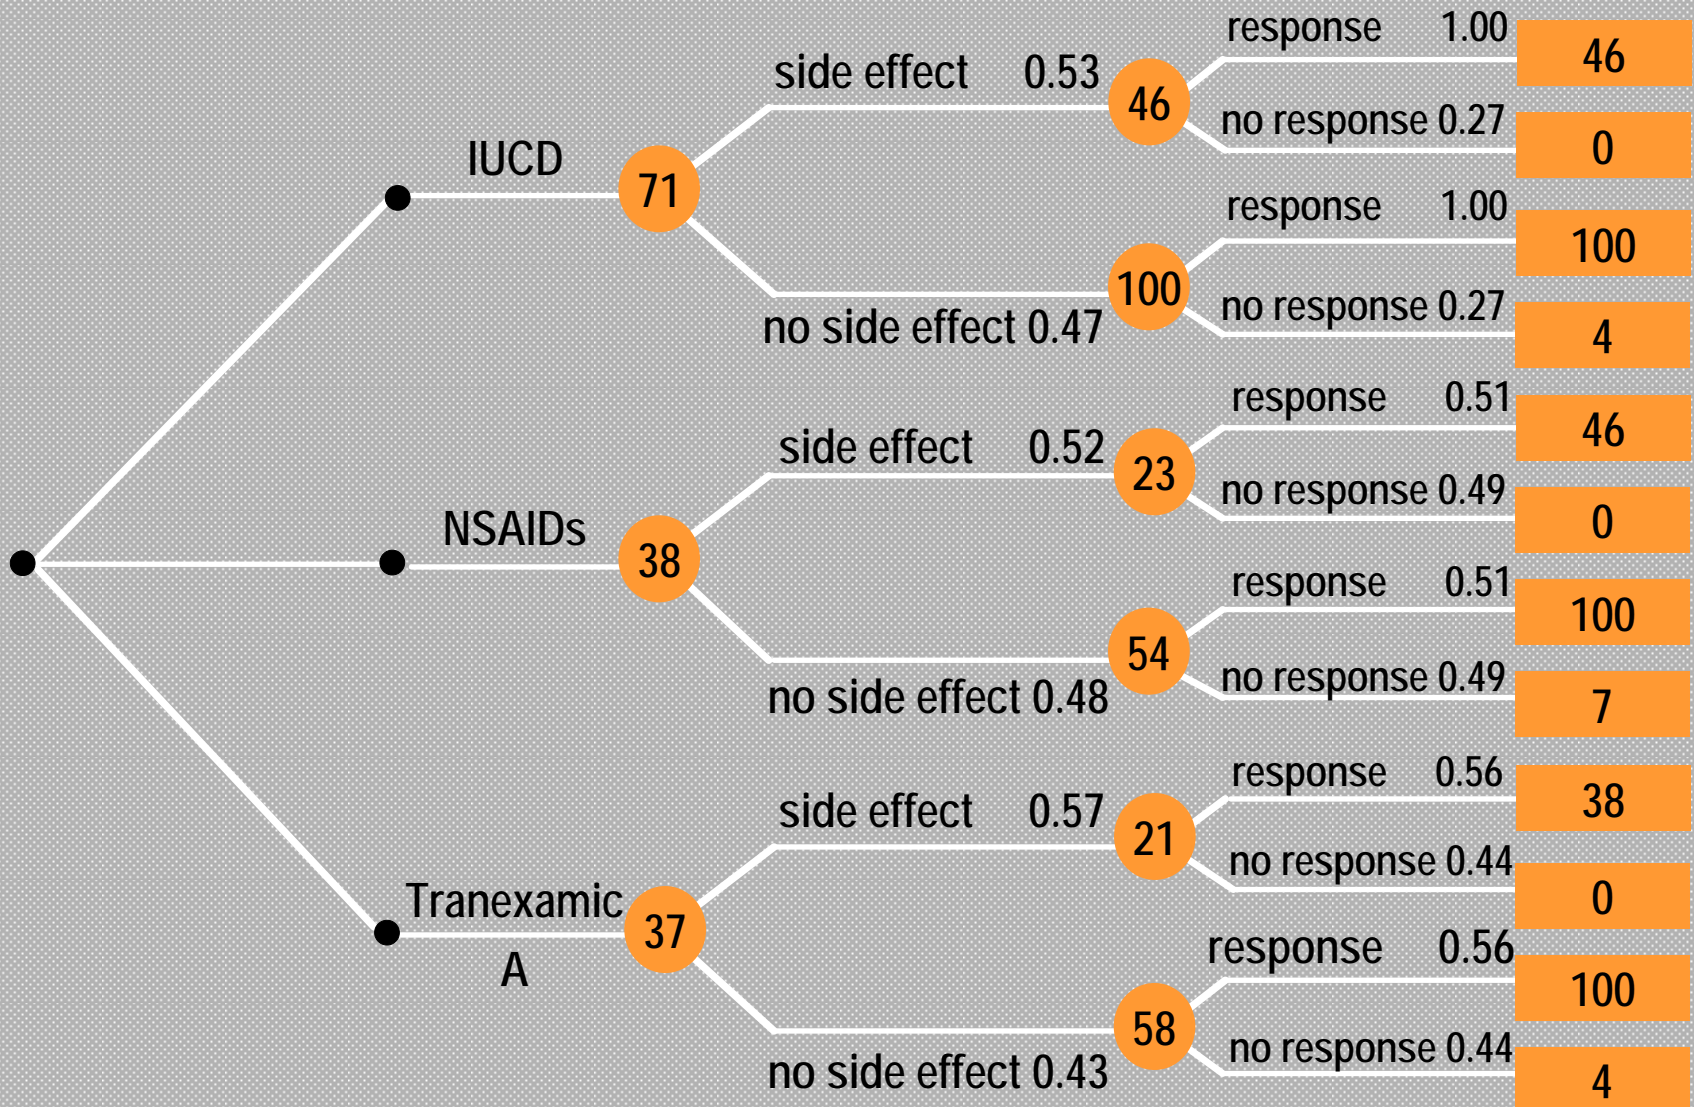 response 1.00
46
side effect 0.53
46
no response 0.27
0
IUCD
71
response 1.00
100
100
no response 0.27
4
no side effect 0.47
response 0.51
46
side effect 0.52
23
no response 0.49
0
NSAIDs
38
response 0.51
100
54
no response 0.49
7
no side effect 0.48
response 0.56
38
side effect 0.57
21
no response 0.44
0
Tranexamic
A
37
response 0.56
100
58
no response 0.44
4
no side effect 0.43